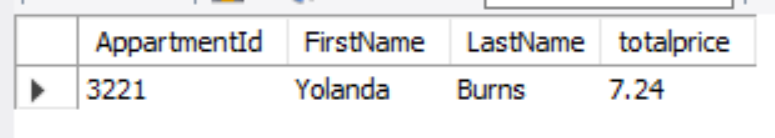 AppartmentId FirstName LastName totalprice
3221 Yolanda Burns 7.24